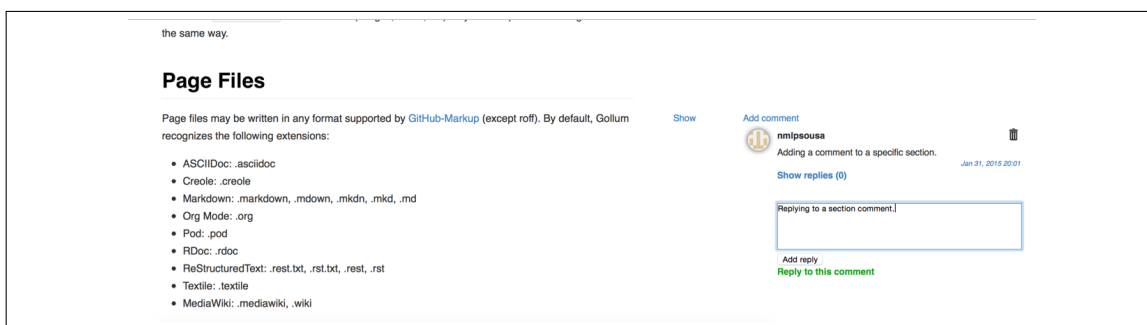 the same way.
Page Files
Page files may be written in any format supported by GitHub-Markup (except roff). By default, Gollum
recognizes the following extensions:
ASCIIDoc: .asciidoc
Creole: .creole
Markdown: .markdown, .mdown, .mkdn, .mkd, .md
Org Mode: .org
Pod: .pod
RDoc: .rdoc
ReStructuredText: .rest.txt, .rst.txt, .rest, .rst
Textile: .textile
MediaWiki: .mediawiki, .wiki
Show
Add comment
nmlpsousa
Adding a comment to a specific section.
Jan 31, 2015 20:01
Show replies (0)
Replying to a section comment.
Add reply
Reply to this comment